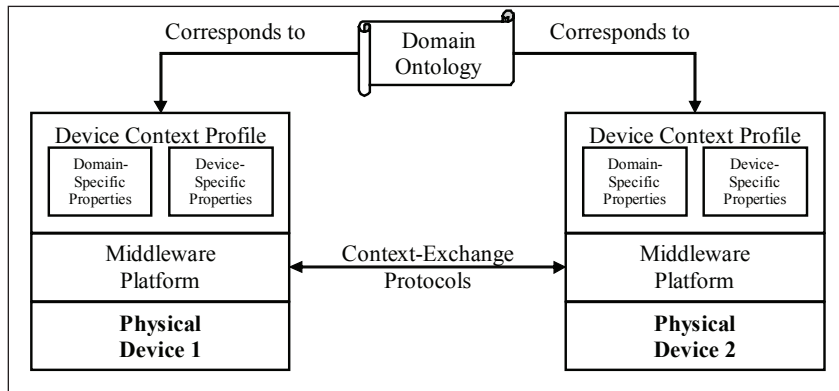 Corresponds to
Domain
Ontology
Corresponds to
Device Context Profile
Domain-
Specific
Properties
Device-
Specific
Properties
Middleware
Platform
Physical
Device 1
Context-Exchange
Protocols
Device Context Profile
Domain-
Specific
Properties
Device-
Specific
Properties
Middleware
Platform
Physical
Device 2